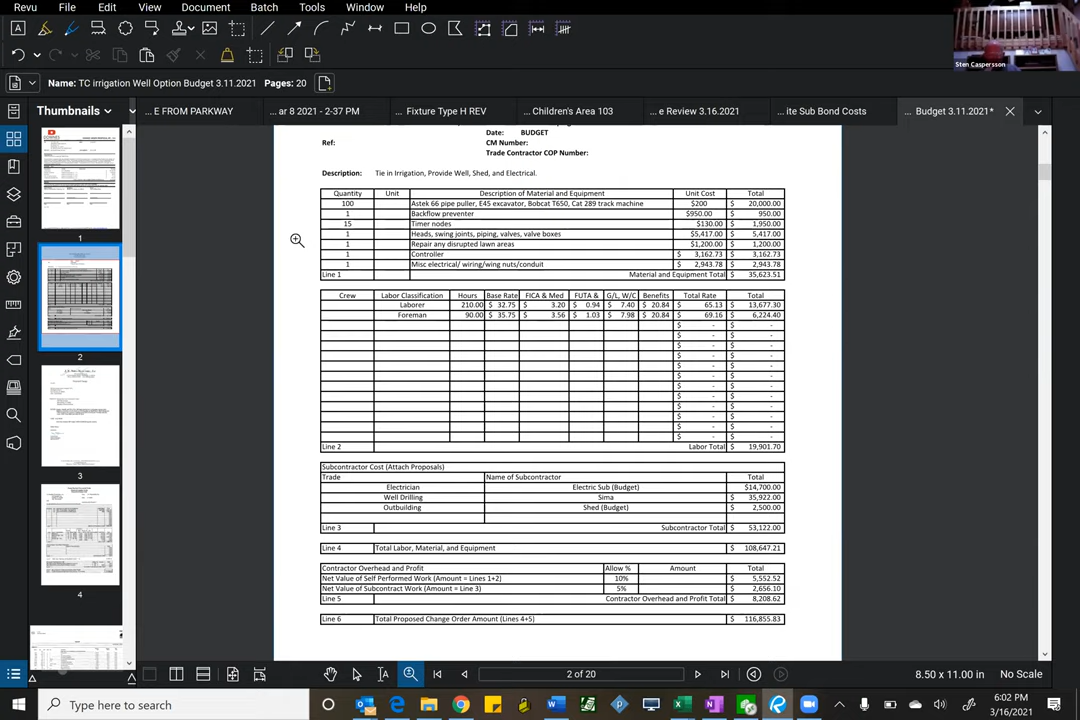 Revu File Edit View Document Batch Tools Window Help
Sten Caspersson
Name: TC irrigation Well Option Budget 3.11.2021 Pages: 20
Thumbnails
... E FROM PARKWAY ... ar 8 2021 - 2-37 PM ... Fixture Type H REV ... Children's Area 103 ... e Review 3.16.2021 ... ite Sub Bond Costs ... Budget 3.11.2021*
Date: BUDGET
Ref: CM Number:
Trade Contractor COP Number:
Description: Tie in Irrigation, Provide Well, Shed, and Electrical.
Quantity Unit Description of Material and Equipment Unit Cost Total
100 Astek 66 pipe puller, E45 excavator, Bobcat T650, Cat 289 track machine $200 $ 20,000.00
1 Backflow preventer $950.00 $ 950.00
15 Timer nodes $130.00 $ 1,950.00
1 Heads, swing joints, piping, valves, valve boxes $5,417.00 $ 5,417.00
1 Repair any disrupted lawn areas $1,200.00 $ 1,200.00
1 Controller $ 3,162.73 $ 3,162.73
1 Misc electrical/ wiring/wing nuts/conduit $ 2,943.78 $ 2,943.78
Line 1 Material and Equipment Total $ 35,623.51
Crew Labor Classification Hours Base Rate FICA & Med FUTA & G/L, W/C Benefits Total Rate Total
Laborer 210.00 $ 32.75 $ 3.20 $ 0.94 $ 7.40 $ 20.84 $ 65.13 $ 13,677.30
Foreman 90.00 $ 35.75 $ 3.56 $ 1.03 $ 7.98 $ 20.84 $ 69.16 $ 6,224.40
$ - $ -
$ - $ -
$ - $ -
$ - $ -
$ - $ -
$ - $ -
$ - $ -
$ - $ -
$ - $ -
$ - $ -
$ - $ -
$ - $ -
Line 2 Labor Total $ 19,901.70
Subcontractor Cost (Attach Proposals)
Trade Name of Subcontractor Total
Electrician Electric Sub (Budget) $14,700.00
Well Drilling Sima $ 35,922.00
Outbuilding Shed (Budget) $ 2,500.00
Line 3 Subcontractor Total $ 53,122.00
Line 4 Total Labor, Material, and Equipment $ 108,647.21
Contractor Overhead and Profit Allow % Amount Total
Net Value of Self Performed Work (Amount = Lines 1+2) 10% $ 5,552.52
Net Value of Subcontract Work (Amount = Line 3) 5% $ 2,656.10
Line 5 Contractor Overhead and Profit Total $ 8,208.62
Line 6 Total Proposed Change Order Amount (Lines 4+5) $ 116,855.83
1
2
3
4
2 of 20
8.50 x 11.00 in No Scale
Type here to search
6:02 PM
3/16/2021